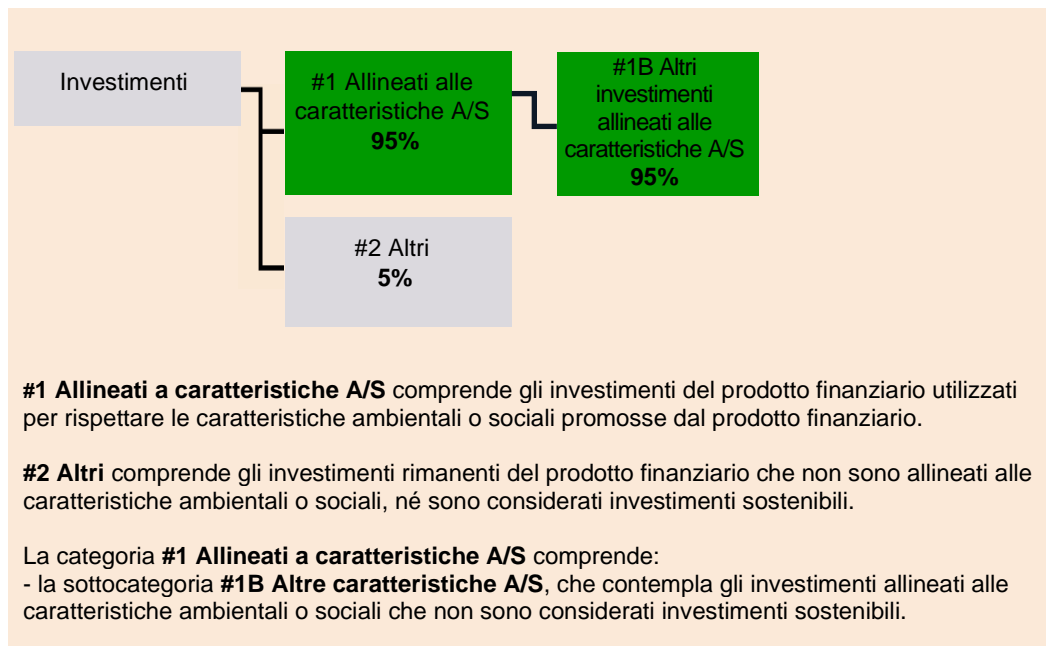 Investimenti
#1 Allineati alle
caratteristiche A/S
95%
#1B Altri
investimenti
allineati alle
caratteristiche A/S
95%
#2 Altri
5%
#1 Allineati a caratteristiche A/S comprende gli investimenti del prodotto finanziario utilizzati
per rispettare le caratteristiche ambientali o sociali promosse dal prodotto finanziario.
#2 Altri comprende gli investimenti rimanenti del prodotto finanziario che non sono allineati alle
caratteristiche ambientali o sociali, né sono considerati investimenti sostenibili.
La categoria #1 Allineati a caratteristiche A/S comprende:
- la sottocategoria #1B Altre caratteristiche A/S, che contempla gli investimenti allineati alle
caratteristiche ambientali o sociali che non sono considerati investimenti sostenibili.